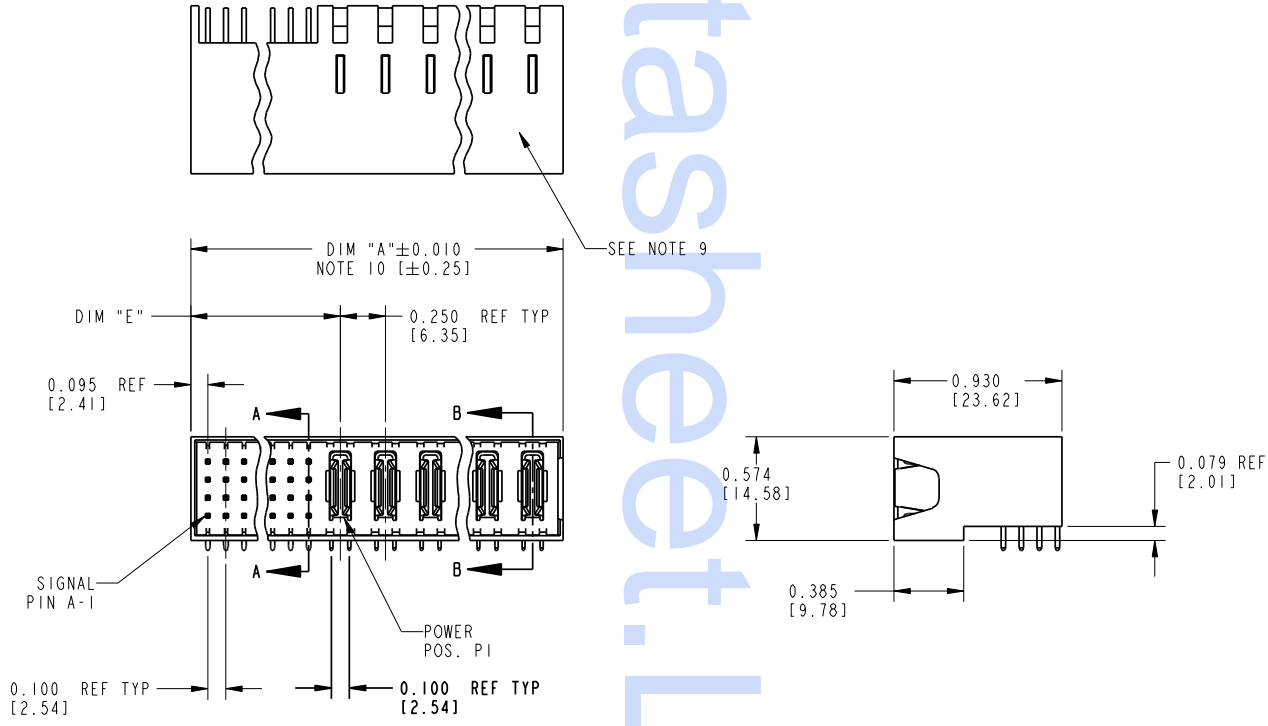 DIM "A"±0.010
NOTE 10 [±0.25]
SEE NOTE 9
DIM "E"
0.250 REF TYP
[6.35]
0.095 REF
[2.41]
A
B
0.930
[23.62]
0.574
[14.58]
0.079 REF
[2.01]
A
B
SIGNAL
PIN A-1
0.385
[9.78]
POWER
POS. P1
0.100 REF TYP
[2.54]
0.100 REF TYP
[2.54]
tasheet.L